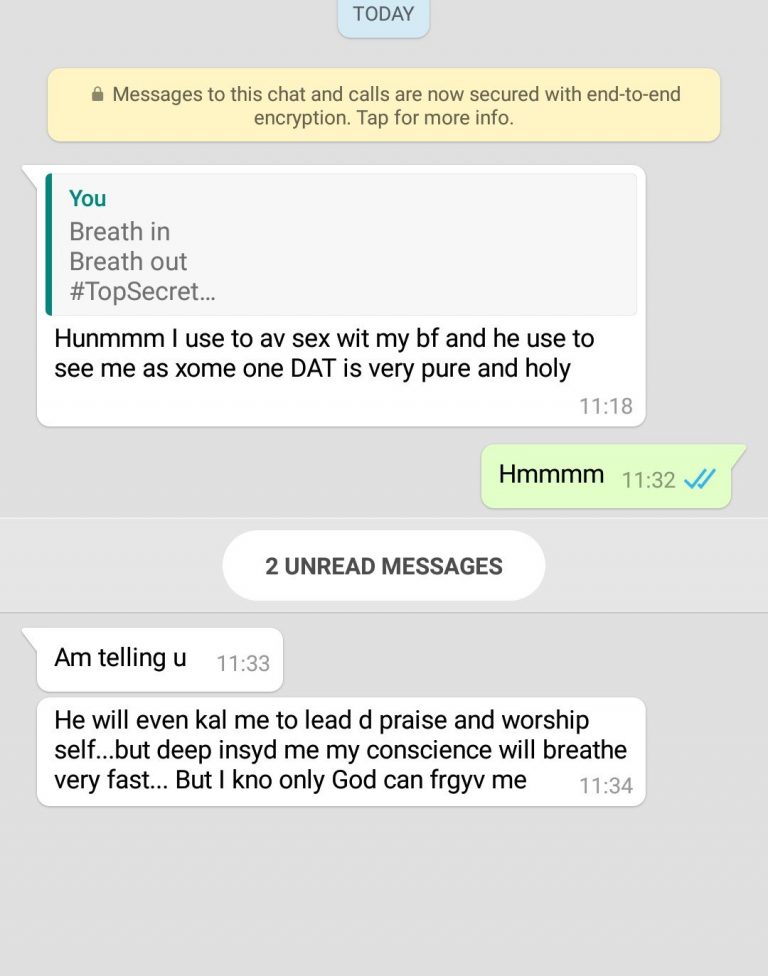 TODAY
Messages to this chat and calls are now secured with end-to-end
encryption. Tap for more info.
You
Breath in
Breath out
#TopSecret...
Hunmmm I use to av sex wit my bf and he use to
see me as xome one DAT is very pure and holy
11:18
Hmmmm 11:32
2 UNREAD MESSAGES
Am telling u 11:33
He will even kal me to lead d praise and worship
self...but deep insyd me my conscience will breathe
very fast... But I kno only God can frgyv me 11:34